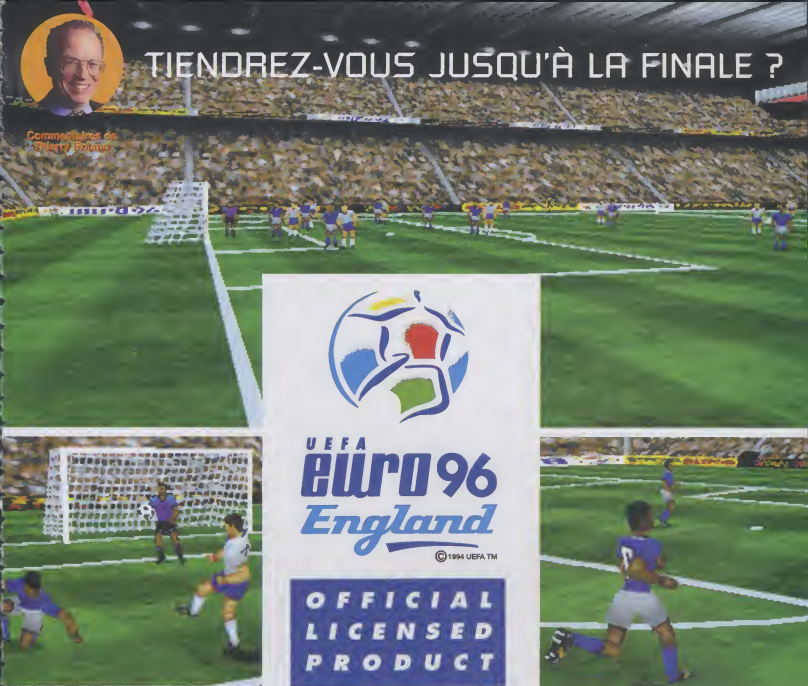 TIENDREZ-VOUS JUSQU'À LA FINALE ?
Commentaires de
Thierry Roland
UEFA
euro 96
England
© 1994 UEFA TM
OFFICIAL
LICENSED
PRODUCT